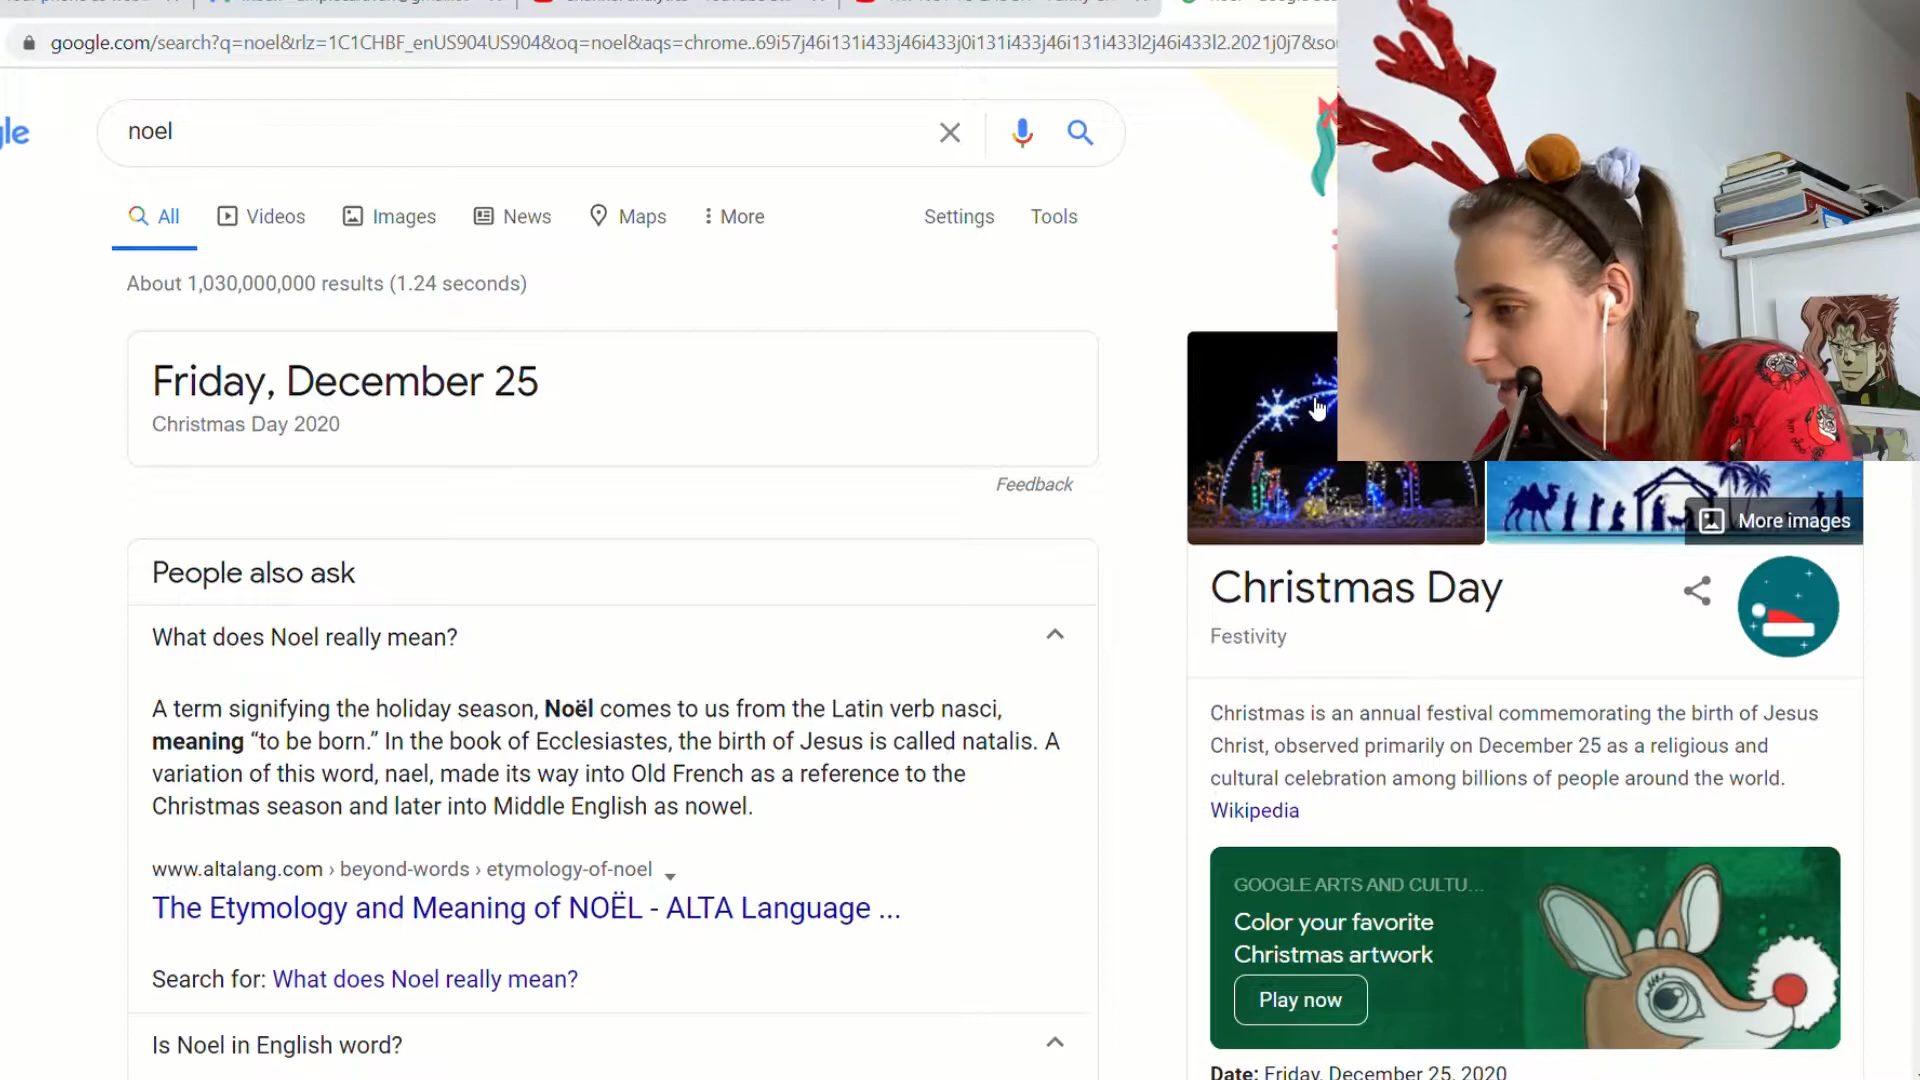 google.com/search?q=noel&rlz=1C1CHBF_enUS904US904&oq=noel&aqs=chrome..69i57j46i131i433j46i433j0i131i433j46i131i433l2j46i433l2.2021j0j7&sou
gle
noel
All
Videos
Images
News
Maps
More
Settings
Tools
About 1,030,000,000 results (1.24 seconds)
Friday, December 25
Christmas Day 2020
Feedback
People also ask
What does Noel really mean?
A term signifying the holiday season, Noël comes to us from the Latin verb nasci,
meaning “to be born.” In the book of Ecclesiastes, the birth of Jesus is called natalis. A
variation of this word, nael, made its way into Old French as a reference to the
Christmas season and later into Middle English as nowel.
www.altalang.com › beyond-words › etymology-of-noel
The Etymology and Meaning of NOËL - ALTA Language ...
Search for: What does Noel really mean?
Is Noel in English word?
More images
Christmas Day
Festivity
Christmas is an annual festival commemorating the birth of Jesus
Christ, observed primarily on December 25 as a religious and
cultural celebration among billions of people around the world.
Wikipedia
GOOGLE ARTS AND CULTU...
Color your favorite
Christmas artwork
Play now
Date: Friday, December 25, 2020